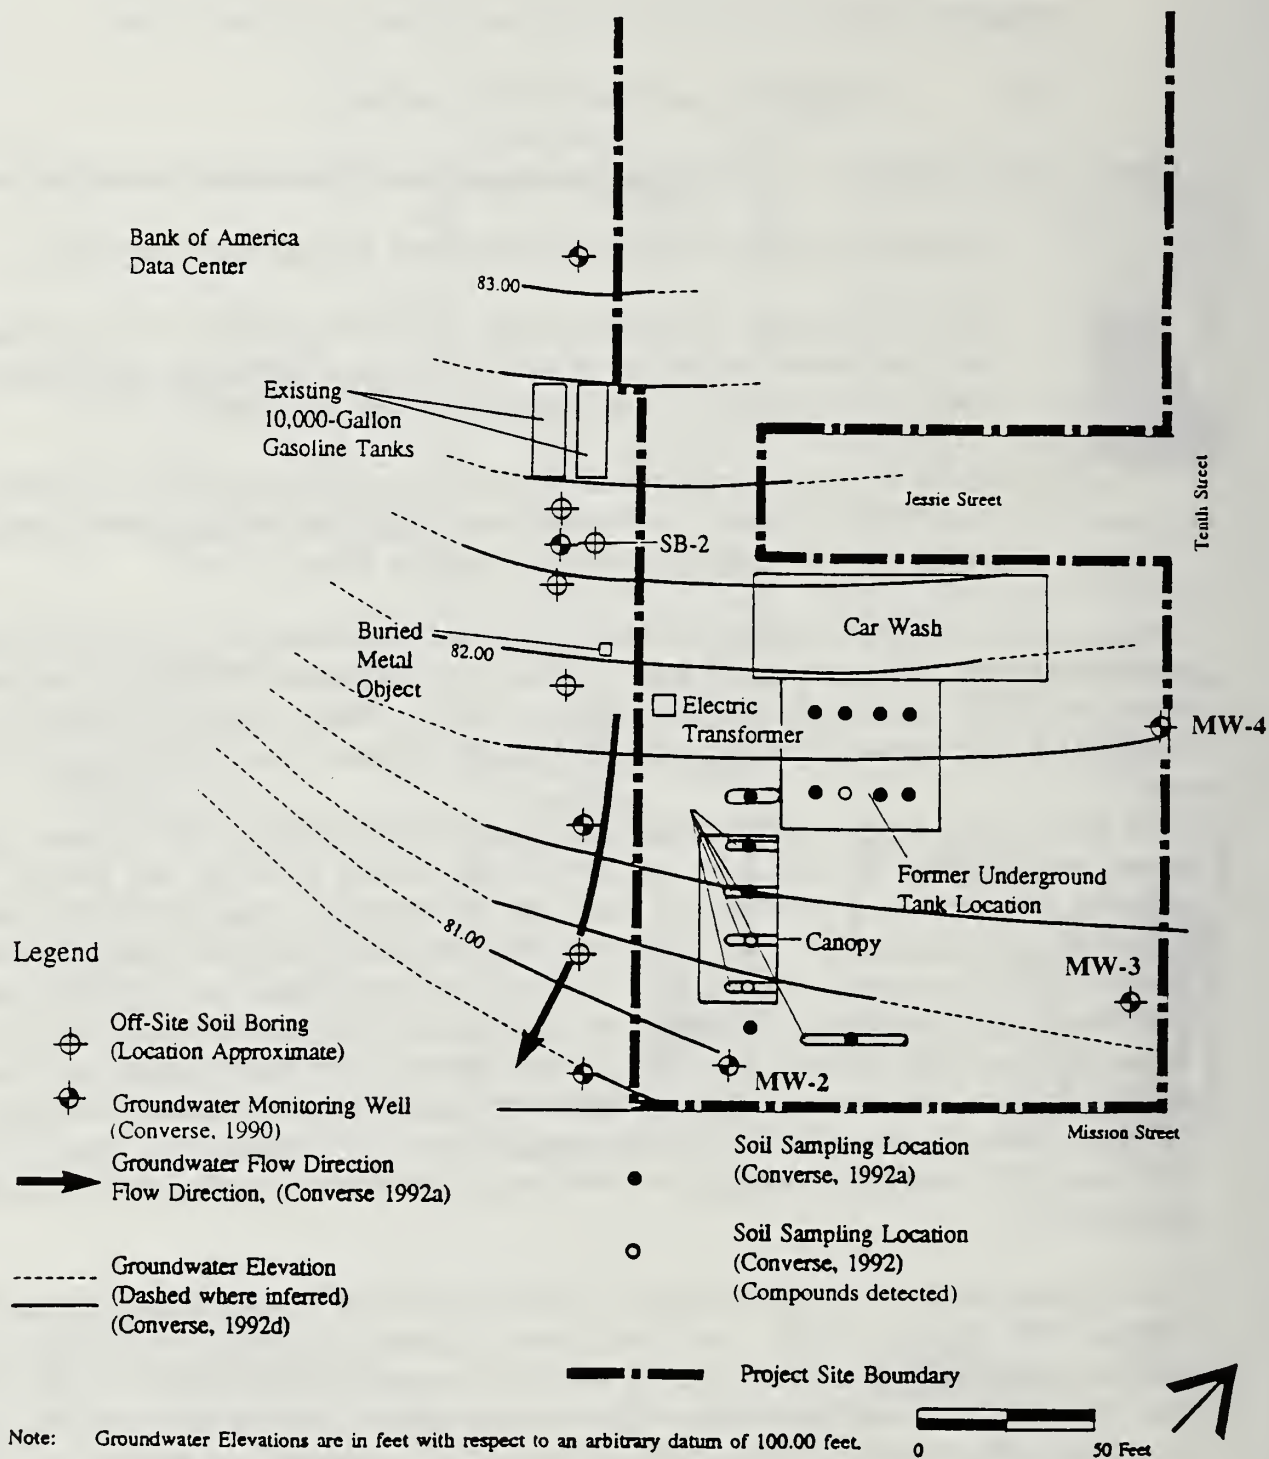 Bank of America
Data Center
83.00
Existing
10,000-Gallon
Gasoline Tanks
Jessie Street
Tenth Street
SB-2
Car Wash
Buried
Metal
Object
82.00
Electric
Transformer
MW-4
Former Underground
Tank Location
81.00
Canopy
MW-3
MW-2
Mission Street
Legend
Off-Site Soil Boring
(Location Approximate)
Groundwater Monitoring Well
(Converse, 1990)
Groundwater Flow Direction
Flow Direction, (Converse 1992a)
Groundwater Elevation
(Dashed where inferred)
(Converse, 1992d)
Soil Sampling Location
(Converse, 1992a)
Soil Sampling Location
(Converse, 1992)
(Compounds detected)
Project Site Boundary
Note: Groundwater Elevations are in feet with respect to an arbitrary datum of 100.00 feet.
0 50 Feet